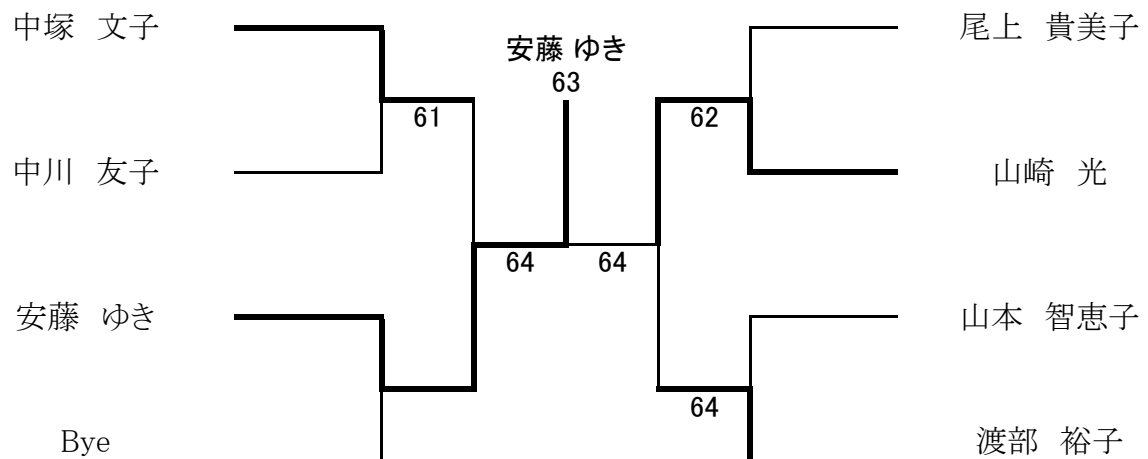 中塚 文子
尾上 貴美子
安藤 ゆき
63
61
62
中川 友子
山崎 光
64
64
安藤 ゆき
山本 智恵子
64
Bye
渡部 裕子